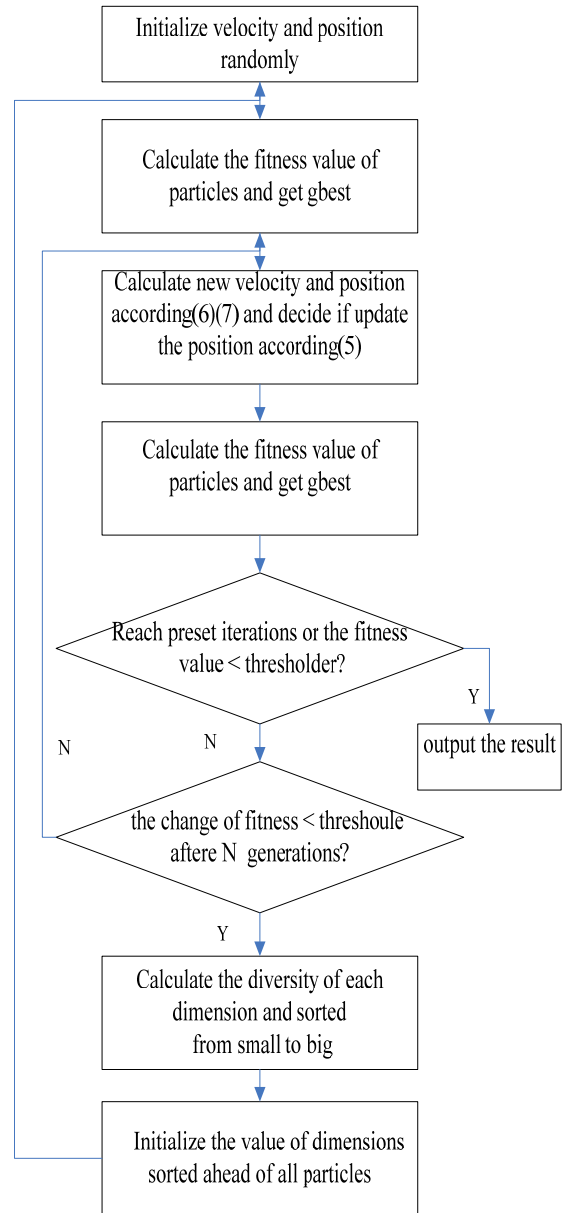 Initialize velocity and position
randomly
Calculate the fitness value of
particles and get gbest
Calculate new velocity and position
according(6)(7) and decide if update
the position according(5)
Calculate the fitness value of
particles and get gbest
Reach preset iterations or the fitness
value < thresholder?
Y
N
N
output the result
the change of fitness < threshoule
aftere N generations?
Y
Calculate the diversity of each
dimension and sorted
from small to big
Initialize the value of dimensions
sorted ahead of all particles